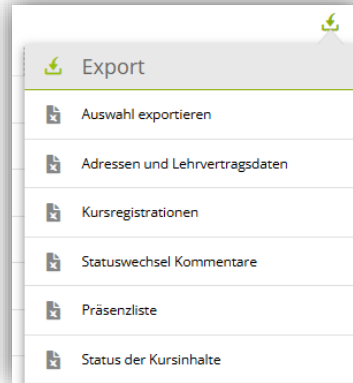 Export
Auswahl exportieren
Adressen und Lehrvertragsdaten
Kursregistrationen
Statuswechsel Kommentare
Präsenzliste
Status der Kursinhalte